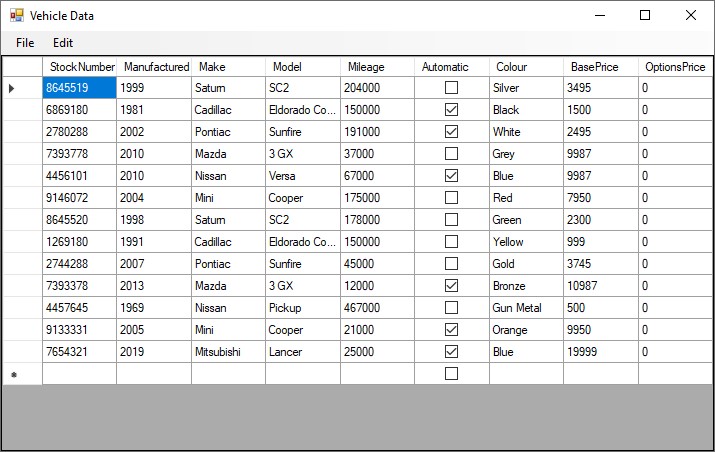 Vehicle Data
File Edit
StockNumber Manufactured Make Model Mileage Automatic Colour BasePrice OptionsPrice
8645519 1999 Saturn SC2 204000 Silver 3495 0
6869180 1981 Cadillac Eldorado Co... 150000 Black 1500 0
2780288 2002 Pontiac Sunfire 191000 White 2495 0
7393778 2010 Mazda 3 GX 37000 Grey 9987 0
4456101 2010 Nissan Versa 67000 Blue 9987 0
9146072 2004 Mini Cooper 175000 Red 7950 0
8645520 1998 Saturn SC2 178000 Green 2300 0
1269180 1991 Cadillac Eldorado Co... 150000 Yellow 999 0
2744288 2007 Pontiac Sunfire 45000 Gold 3745 0
7393378 2013 Mazda 3 GX 12000 Bronze 10987 0
4457645 1969 Nissan Pickup 467000 Gun Metal 500 0
9133331 2005 Mini Cooper 21000 Orange 9950 0
7654321 2019 Mitsubishi Lancer 25000 Blue 19999 0